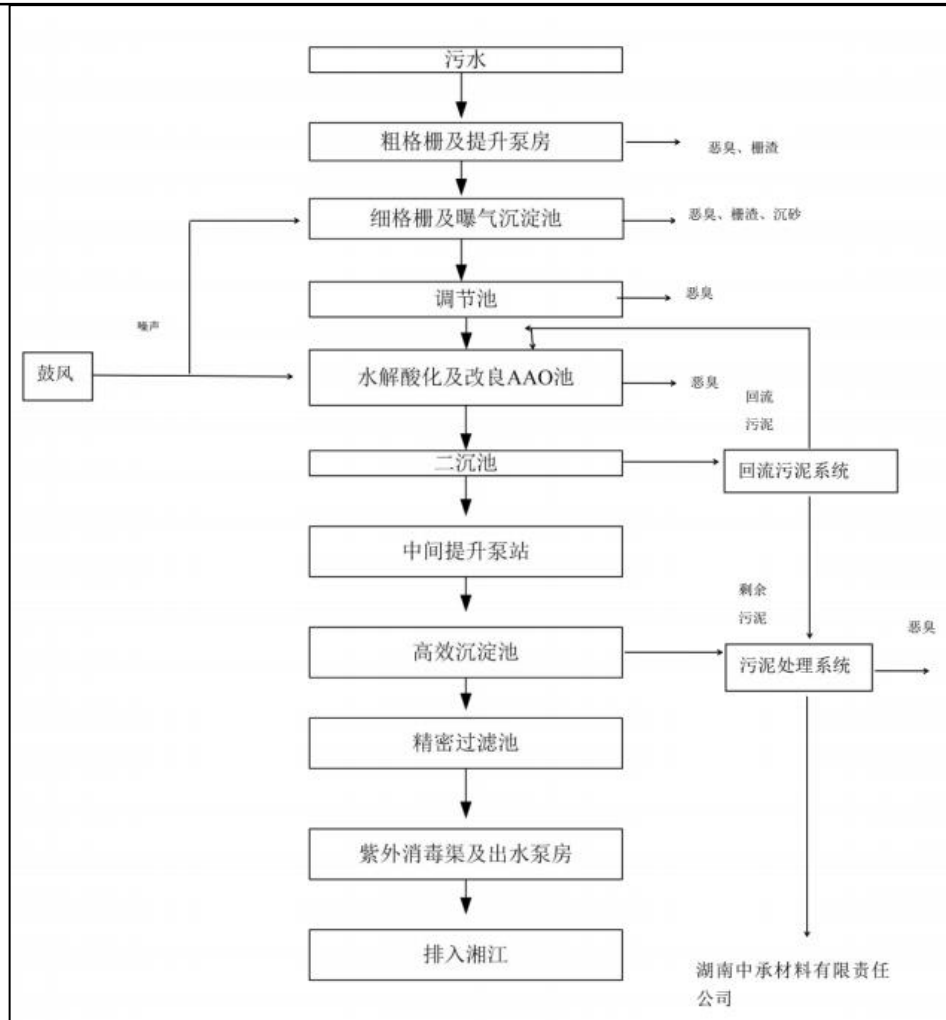 污水
粗格栅及提升泵房
恶臭、栅渣
细格栅及曝气沉淀池
恶臭、栅渣、沉砂
调节池
恶臭
噪声
鼓风
水解酸化及改良AAO池
恶臭
回流
污泥
二沉池
回流污泥系统
中间提升泵站
剩余
污泥
高效沉淀池
污泥处理系统
恶臭
精密过滤池
紫外消毒渠及出水泵房
排入湘江
湖南中承材料有限责任
公司